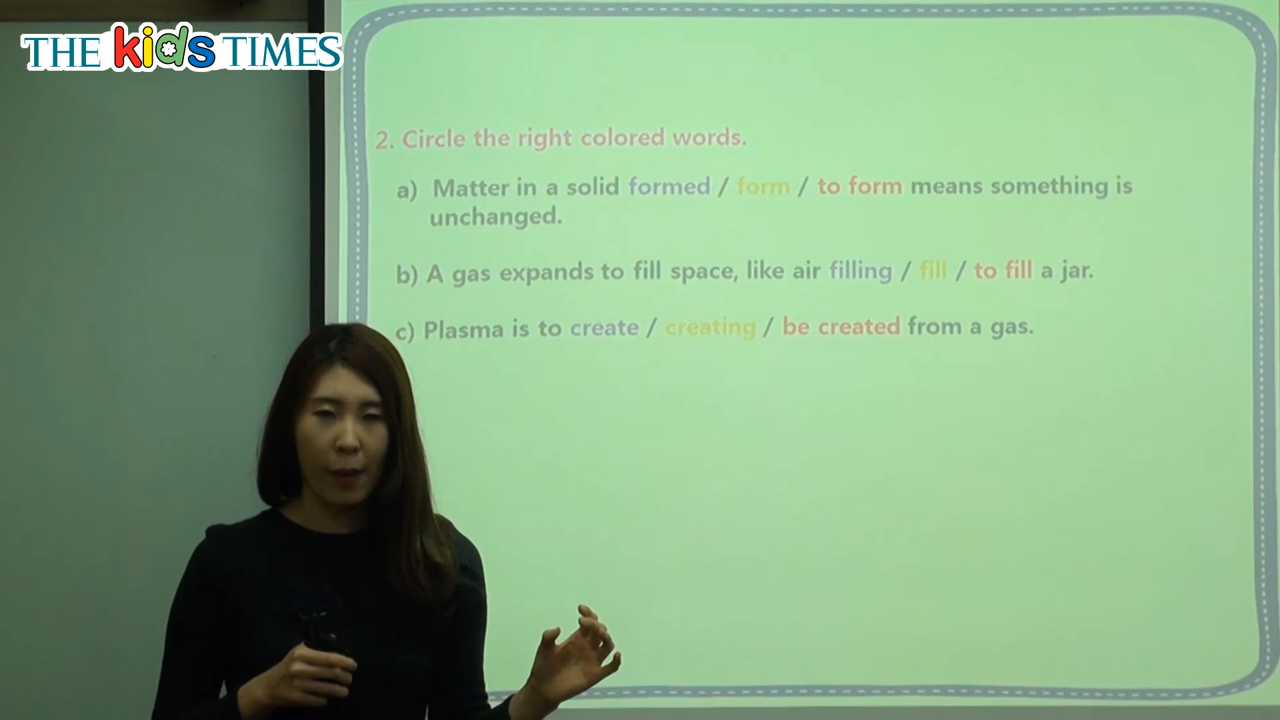 THE kids TIMES
2. Circle the right colored words.
a) Matter in a solid formed / form / to form means something is
unchanged.
b) A gas expands to fill space, like air filling / fill / to fill a jar.
c) Plasma is to create / creating / be created from a gas.